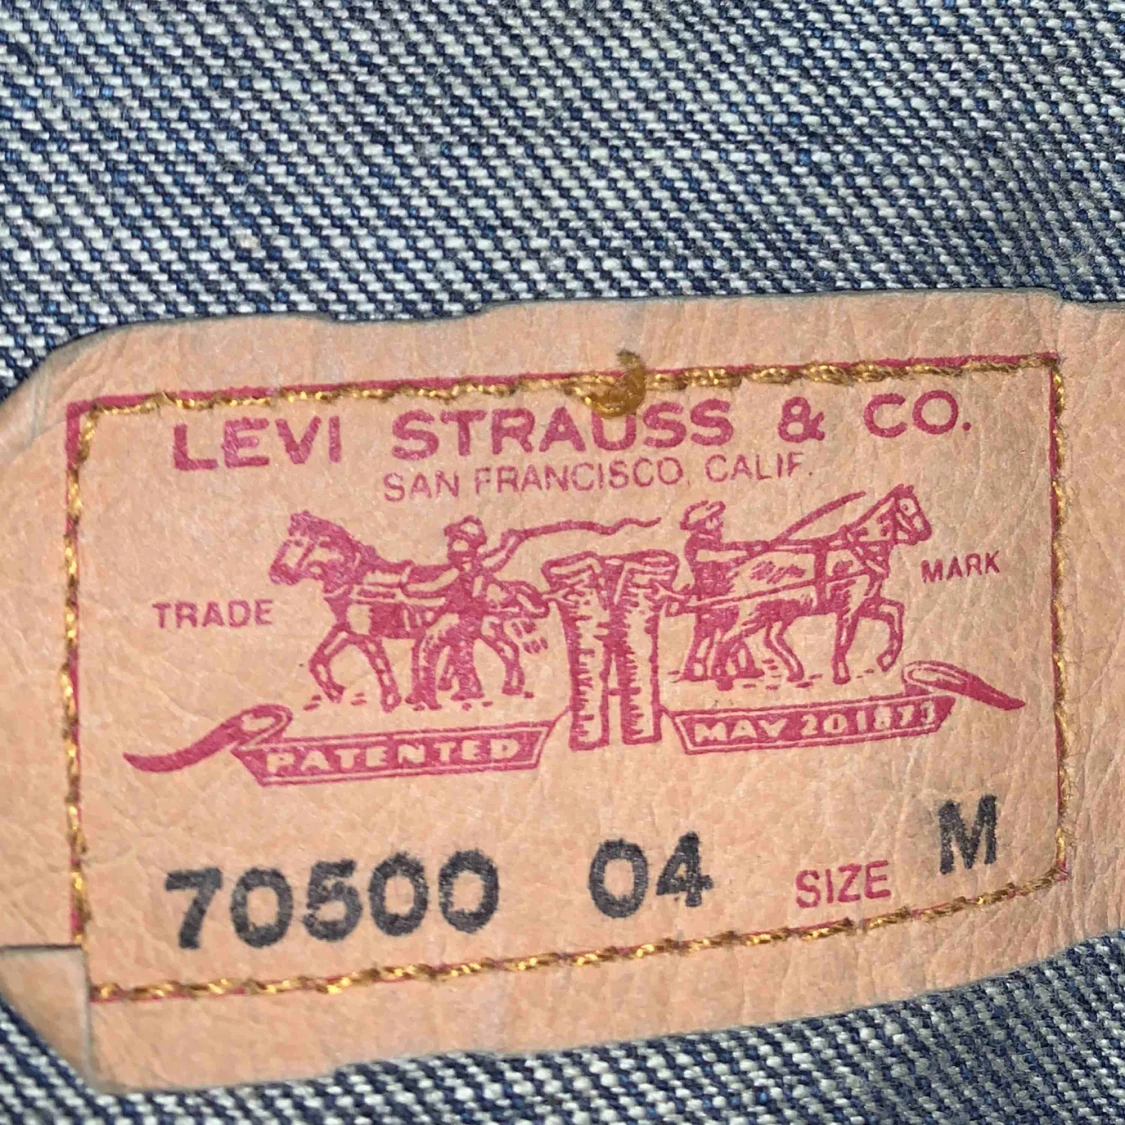 LEVI STRAUSS & CO.
SAN FRANCISCO, CALIF.
TRADE MARK
PATENTED MAY 20 1873
70500 04 SIZE M